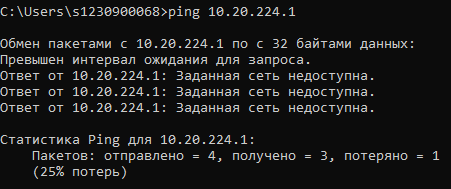 C:\Users\s1230900068>ping 10.20.224.1
Обмен пакетами с 10.20.224.1 по с 32 байтами данных:
Превышен интервал ожидания для запроса.
Ответ от 10.20.224.1: Заданная сеть недоступна.
Ответ от 10.20.224.1: Заданная сеть недоступна.
Ответ от 10.20.224.1: Заданная сеть недоступна.
Статистика Ping для 10.20.224.1:
Пакетов: отправлено = 4, получено = 3, потеряно = 1
(25% потерь)